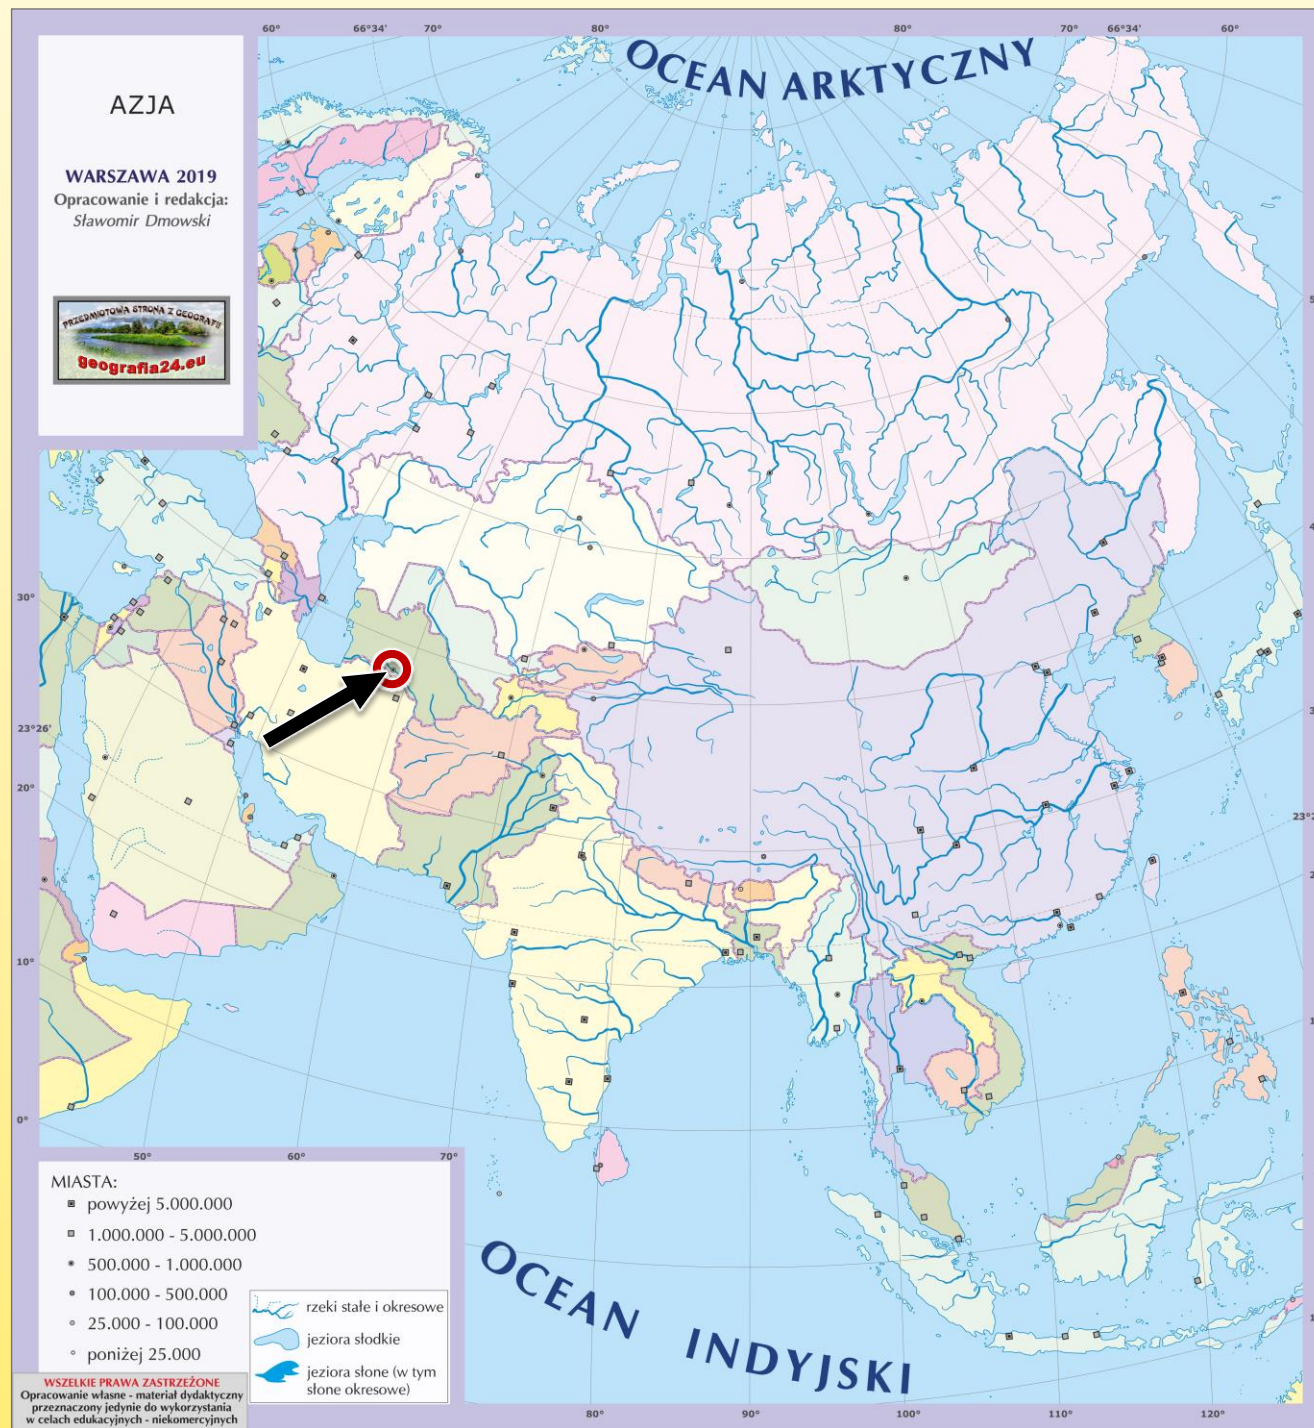 60°
66°34'
70°
80°
80°
70°
66°34'
60°
OCEAN ARKTYCZNY
AZJA
WARSZAWA 2019
Opracowanie i redakcja:
Sławomir Dmowski
PRZEDMIOTOWA STRONA Z GEOGRAFII
geografia24.eu
30°
23°26'
20°
10°
0°
50°
60°
70°
MIASTA:
powyżej 5.000.000
1.000.000 - 5.000.000
500.000 - 1.000.000
100.000 - 500.000
25.000 - 100.000
poniżej 25.000
rzeki stałe i okresowe
jeziora słodkie
jeziora słone (w tym
słone okresowe)
WSZELKIE PRAWA ZASTRZEŻONE
Opracowanie własne - materiał dydaktyczny
przeznaczony jedynie do wykorzystania
w celach edukacyjnych - niekomercyjnych
OCEAN INDYJSKI
80°
90°
100°
110°
120°